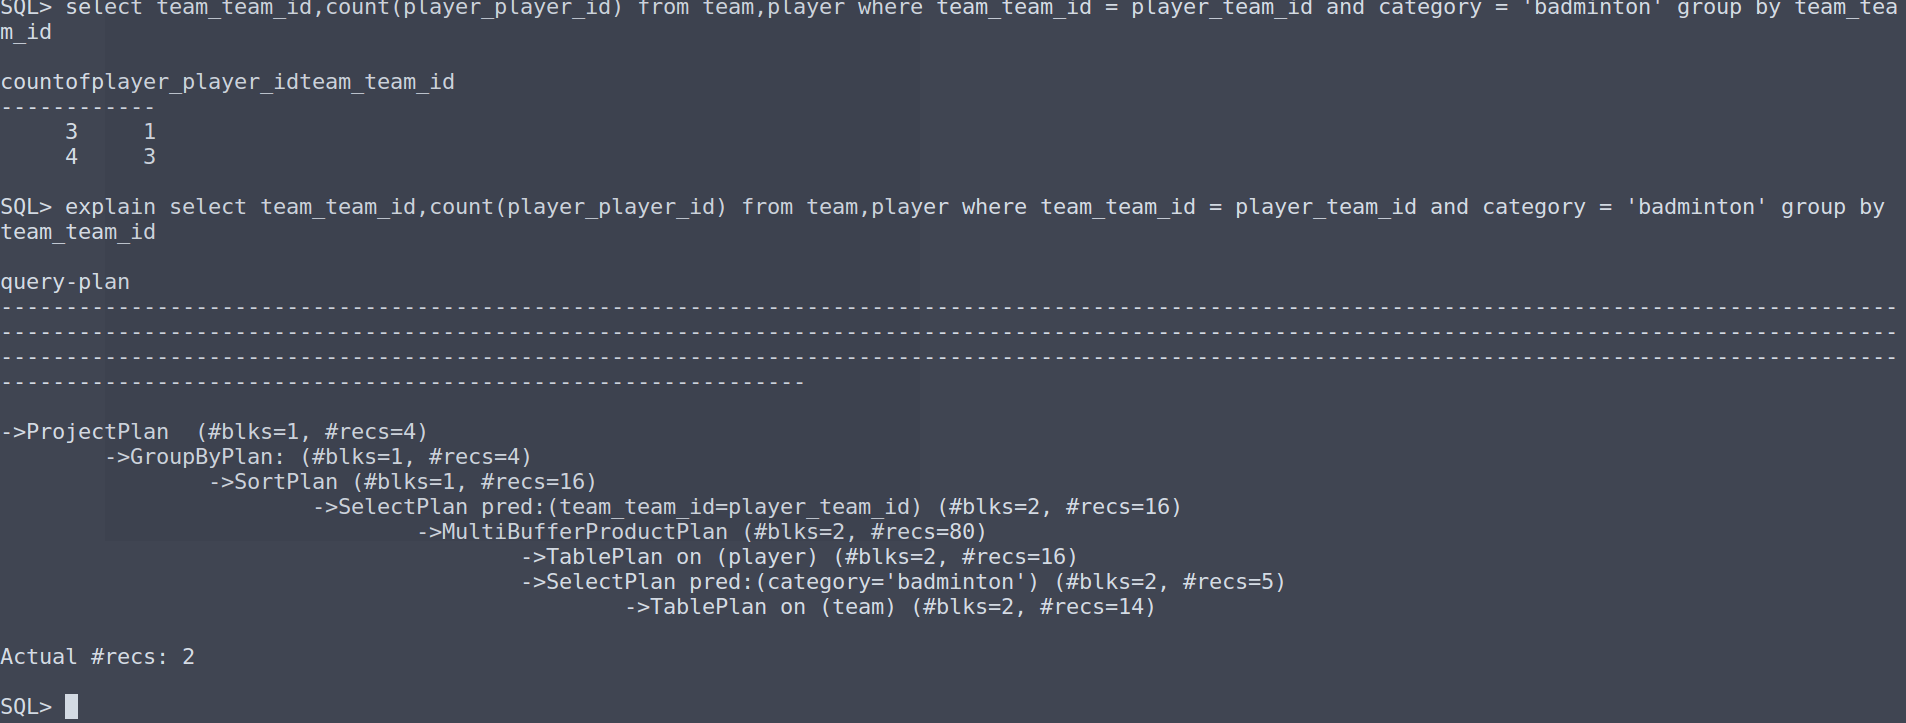 SQL> select team_team_id,count(player_player_id) from team,player where team_team_id = player_team_id and category = 'badminton' group by team_tea
m_id
countofplayer_player_idteam_team_id
------------
     3     1
     4     3
SQL> explain select team_team_id,count(player_player_id) from team,player where team_team_id = player_team_id and category = 'badminton' group by
team_team_id
query-plan
--------------------------------------------------------------------------------------------------------------------------------------------------
--------------------------------------------------------------------------------------------------------------------------------------------------
--------------------------------------------------------------------------------------------------------------------------------------------------
--------------------------------------------------------------
->ProjectPlan  (#blks=1, #recs=4)
        ->GroupByPlan: (#blks=1, #recs=4)
                ->SortPlan (#blks=1, #recs=16)
                        ->SelectPlan pred:(team_team_id=player_team_id) (#blks=2, #recs=16)
                                ->MultiBufferProductPlan (#blks=2, #recs=80)
                                        ->TablePlan on (player) (#blks=2, #recs=16)
                                        ->SelectPlan pred:(category='badminton') (#blks=2, #recs=5)
                                                ->TablePlan on (team) (#blks=2, #recs=14)
Actual #recs: 2
SQL>